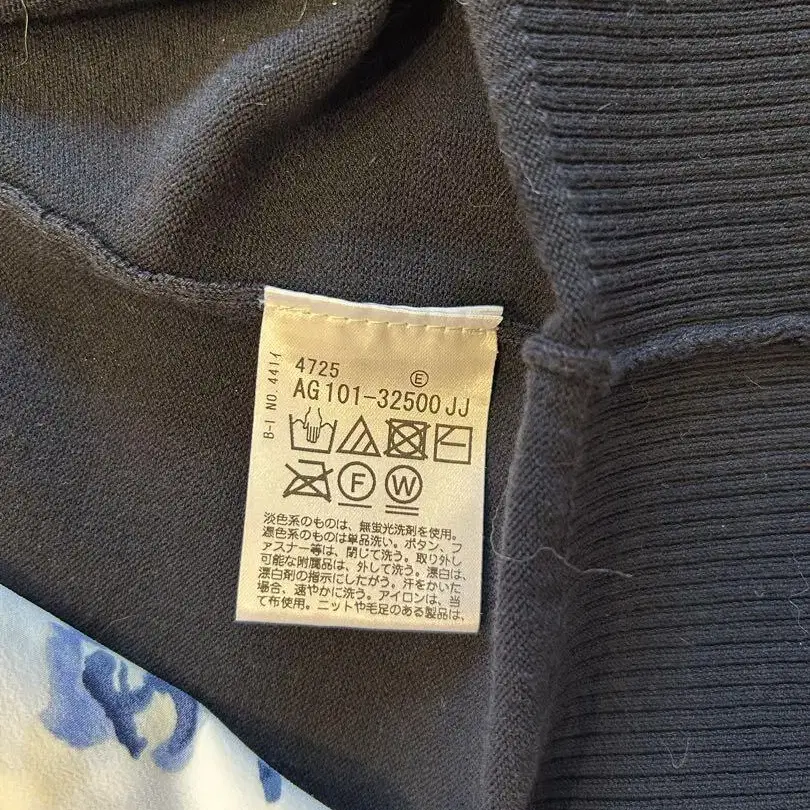 4725
Ⓔ
AG101-32500JJ
B-1 NO.4414
F
W
淡色系のものは、無蛍光洗剤を使用。
濃色系のものは単品洗い。ボタン、フ
ァスナー等は、閉じて洗う。取り外し
可能な附属品は、外して洗う。漂白は、
漂白剤の指示にしたがう。汗をかいた
場合、速やかに洗う。アイロンは、当
て布使用。ニットや毛足のある製品は、